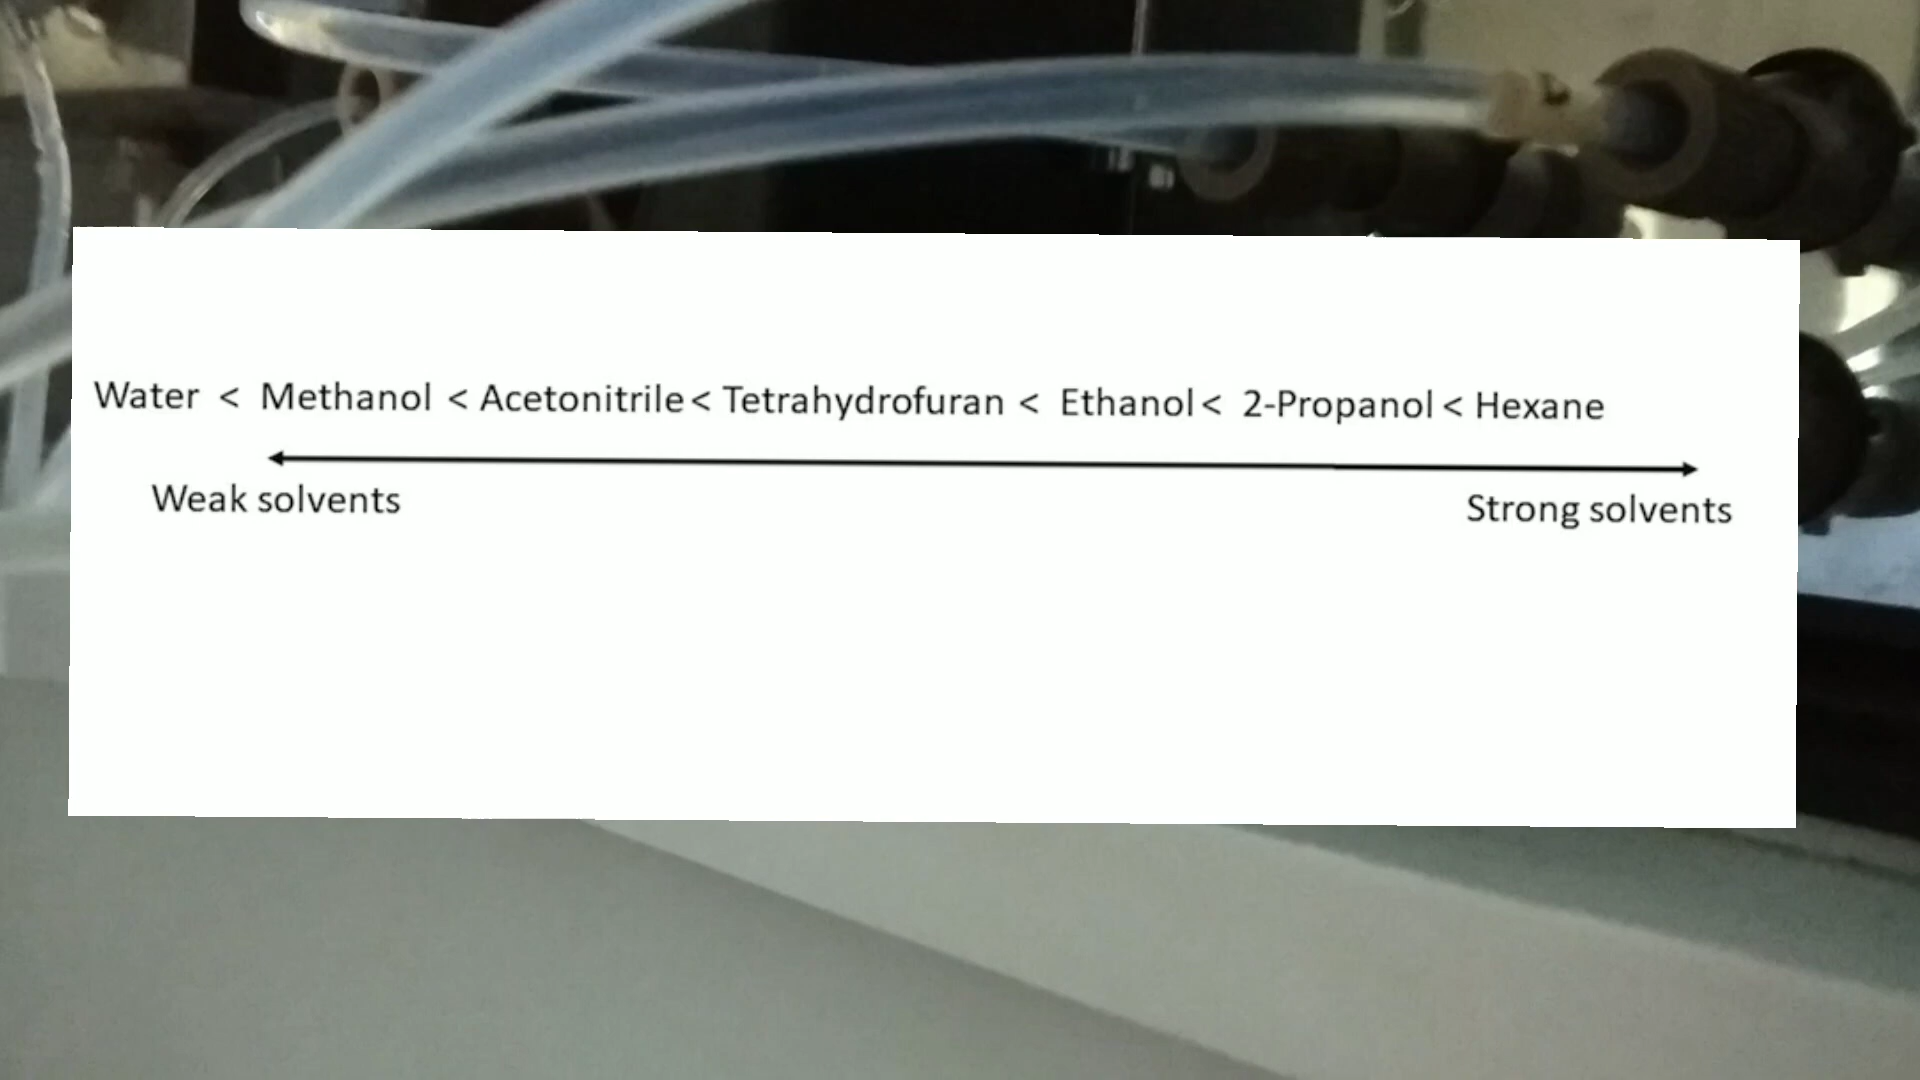 Water < Methanol < Acetonitrile < Tetrahydrofuran < Ethanol < 2-Propanol < Hexane
Weak solvents
Strong solvents